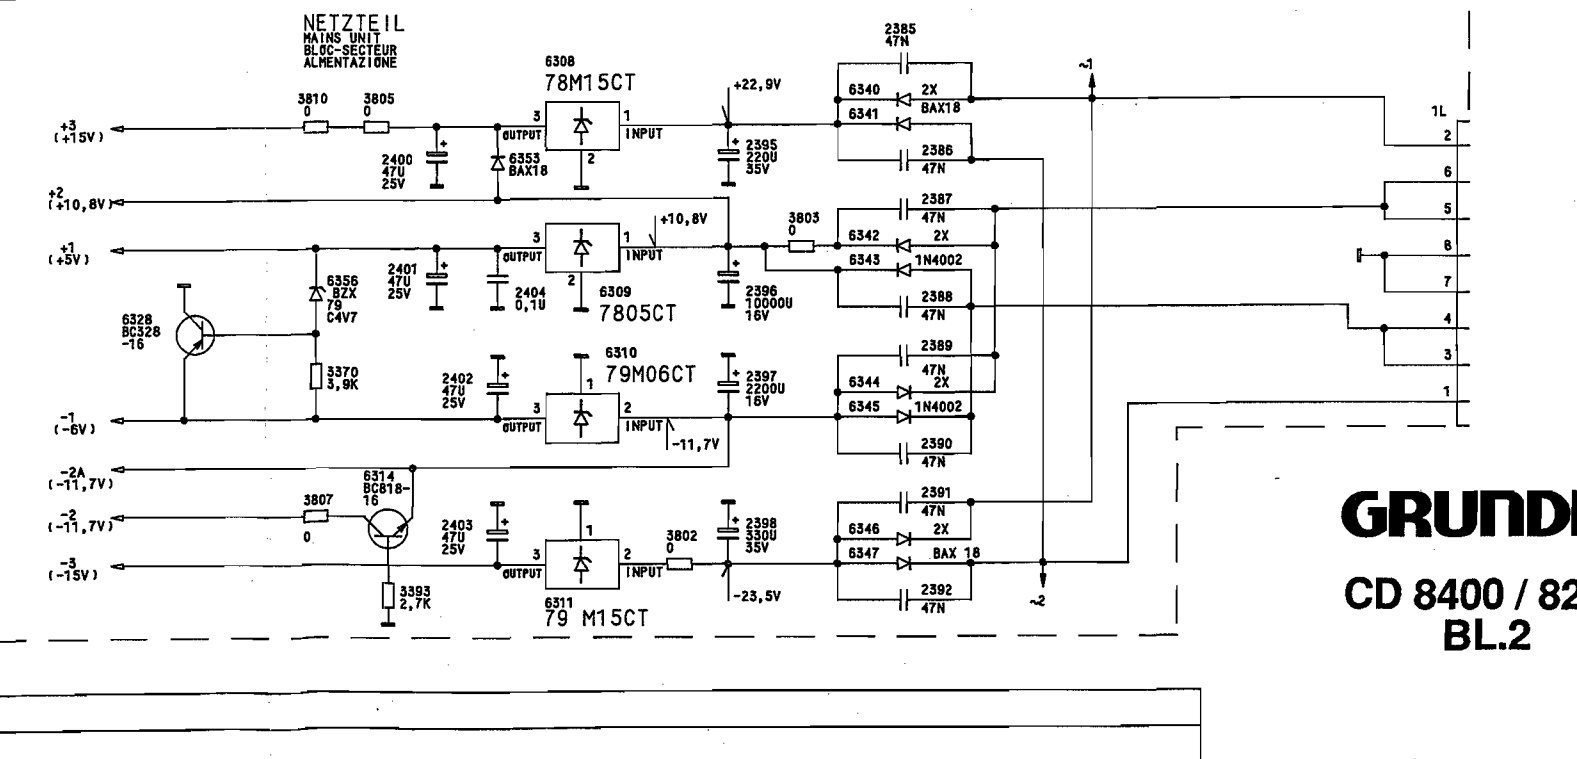 NETZTEIL
MAINS UNIT
BLOC-SECTEUR
ALMENTAZIONE
2385
47N
6308
78M15CT
3810
0
3805
0
+3
(+15V)
3
OUTPUT
1
INPUT
2
+22,9V
6340
2X
BAX18
6341
~1
1L
2
2400
47U
25V
+
6353
BAX18
+
2395
220U
35V
2386
47N
6
+2
(+10,8V)
2387
47N
5
+1
(+5V)
3
OUTPUT
1
INPUT
2
+10,8V
3803
0
6342
2X
6343
1N4002
8
6356
BZX
79
C4V7
2401
47U
25V
+
2404
0,1U
6309
7805CT
+
2396
10000U
16V
2388
47N
7
6328
BC328
-16
4
3370
3,9K
6310
79M06CT
2402
47U
25V
+
1
+
2397
2200U
16V
2389
47N
3
6344
2X
6345
1N4002
1
-1
(-6V)
3
OUTPUT
2
INPUT
-11,7V
2390
47N
-2A
(-11,7V)
6314
BC818-
16
3807
0
-2
(-11,7V)
2403
47U
25V
+
1
3802
0
+
2398
330U
35V
2391
47N
6346
2X
6347
BAX 18
-3
(-15V)
3
OUTPUT
2
INPUT
-23,5V
3393
2,7K
6311
79 M15CT
2392
47N
~2
GRUND
CD 8400 / 82
BL.2